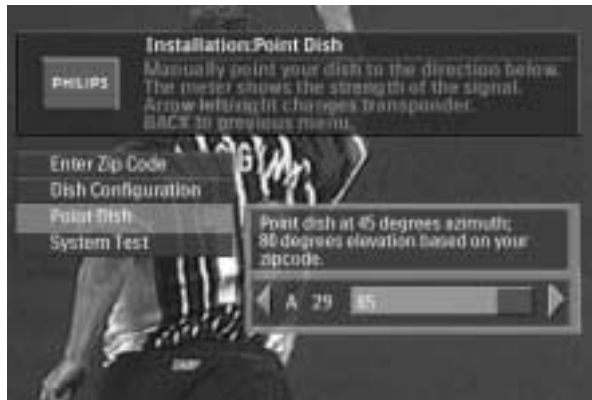 Installation:Point Dish
PHILIPS
Manually point your dish to the direction below.
The meter shows the strength of the signal.
Arrow left/right changes transponder.
BACK to previous menu.
Enter Zip Code
Dish Configuration
Point Dish
System Test
Point dish at 45 degrees azimuth;
80 degrees elevation based on your
zipcode.
A 29 85